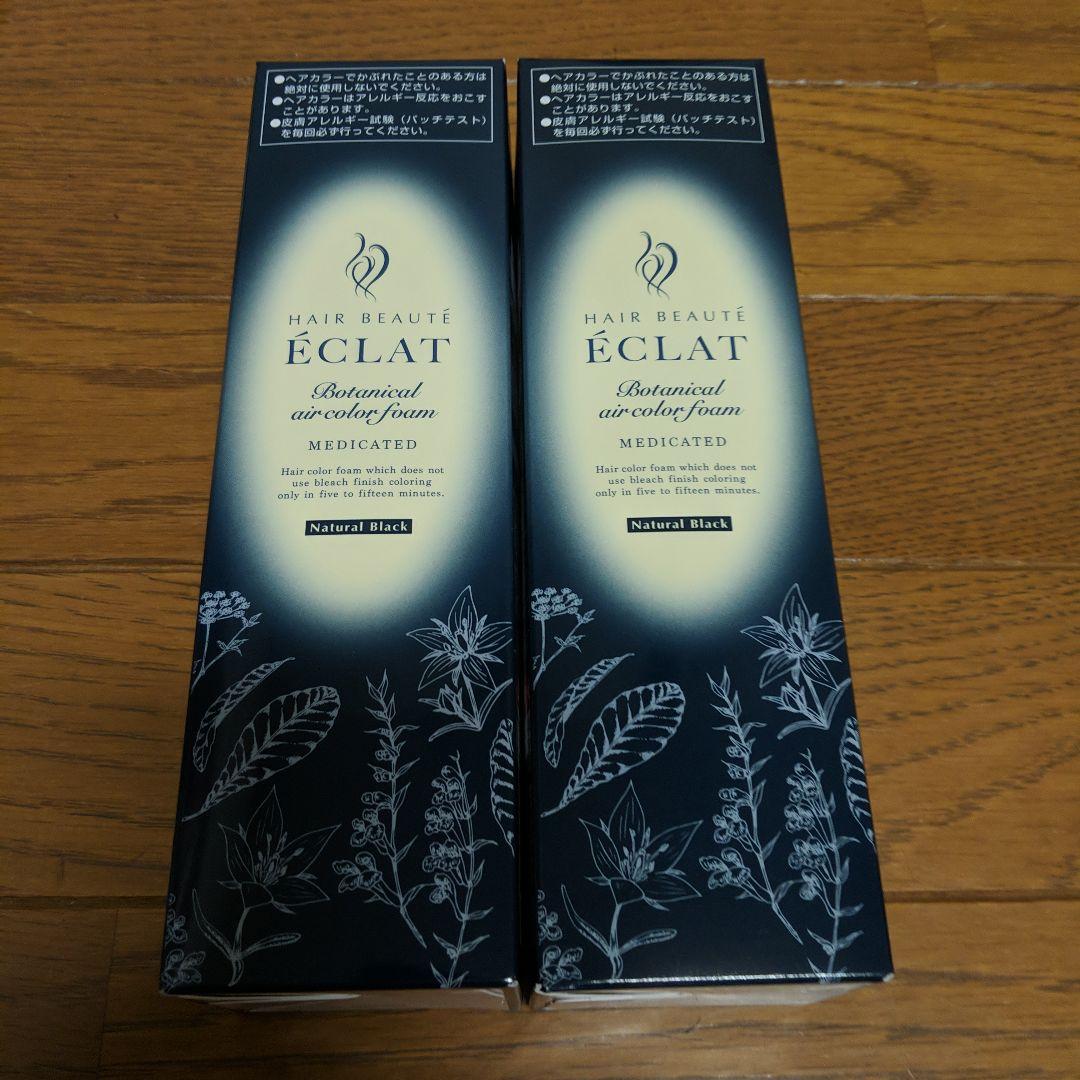 ●ヘアカラーでかぶれたことのある方は
絶対に使用しないでください。
●ヘアカラーはアレルギー反応をおこす
ことがあります。
●皮膚アレルギー試験（パッチテスト）
を毎回必ず行ってください。
HAIR BEAUTÉ
ÉCLAT
Botanical
air color foam
MEDICATED
Hair color foam which does not
use bleach finish coloring
only in five to fifteen minutes.
Natural Black
●ヘアカラーでかぶれたことのある方は
絶対に使用しないでください。
●ヘアカラーはアレルギー反応をおこす
ことがあります。
●皮膚アレルギー試験（パッチテスト）
を毎回必ず行ってください。
HAIR BEAUTÉ
ÉCLAT
Botanical
air color foam
MEDICATED
Hair color foam which does not
use bleach finish coloring
only in five to fifteen minutes.
Natural Black